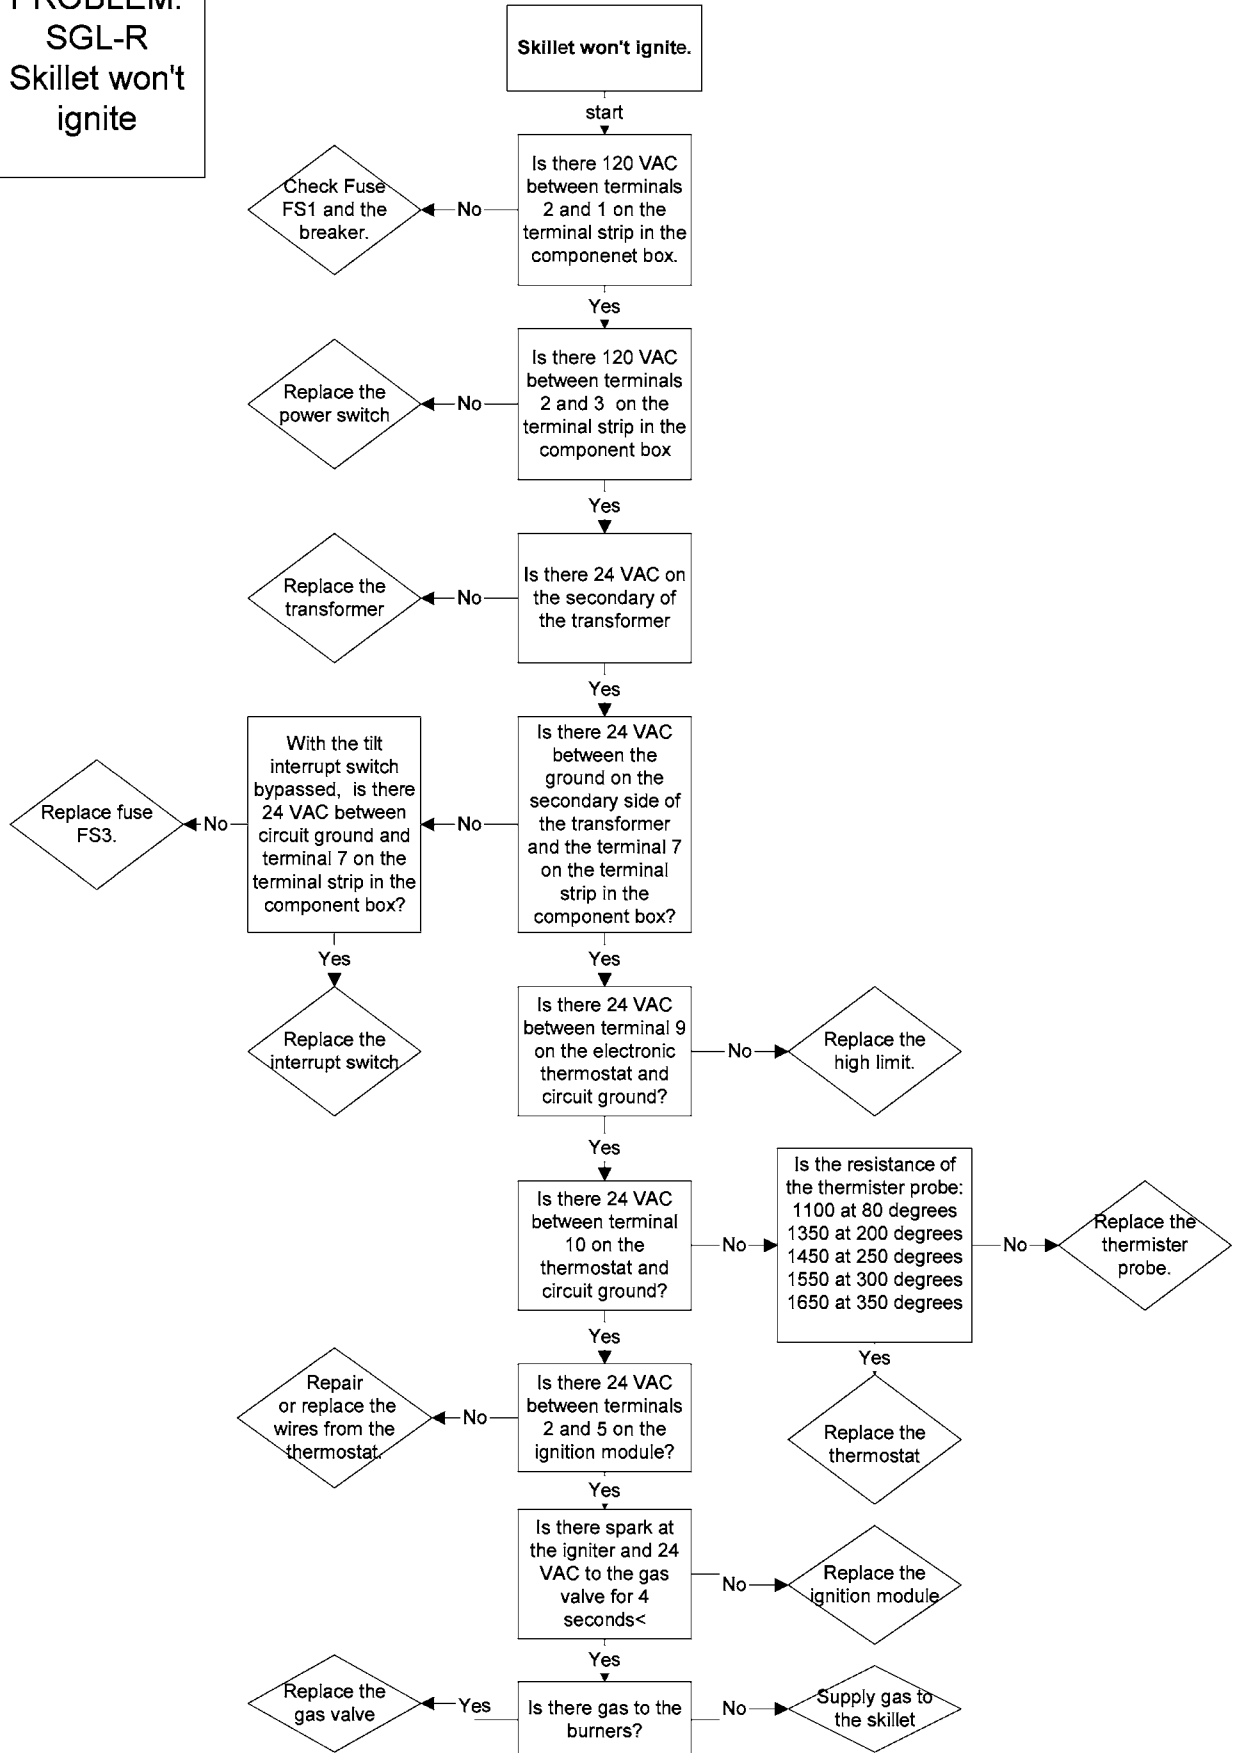 PROBLEM:
SGL-R
Skillet won't
ignite
Skillet won't ignite.
start
Is there 120 VAC
between terminals
2 and 1 on the
terminal strip in the
componenet box.
No
Check Fuse
FS1 and the
breaker.
Yes
Is there 120 VAC
between terminals
2 and 3 on the
terminal strip in the
component box
No
Replace the
power switch
Yes
Is there 24 VAC on
the secondary of
the transformer
No
Replace the
transformer
Yes
Is there 24 VAC
between the
ground on the
secondary side of
the transformer
and the terminal 7
on the terminal
strip in the
component box?
No
With the tilt
interrupt switch
bypassed, is there
24 VAC between
circuit ground and
terminal 7 on the
terminal strip in the
component box?
No
Replace fuse
FS3.
Yes
Replace the
interrupt switch
Yes
Is there 24 VAC
between terminal 9
on the electronic
thermostat and
circuit ground?
No
Replace the
high limit.
Yes
Is there 24 VAC
between terminal
10 on the
thermostat and
circuit ground?
No
Is the resistance of
the thermister probe:
1100 at 80 degrees
1350 at 200 degrees
1450 at 250 degrees
1550 at 300 degrees
1650 at 350 degrees
No
Replace the
thermister
probe.
Yes
Replace the
thermostat
Yes
Is there 24 VAC
between terminals
2 and 5 on the
ignition module?
No
Repair
or replace the
wires from the
thermostat.
Yes
Is there spark at
the igniter and 24
VAC to the gas
valve for 4
seconds<
No
Replace the
ignition module
Yes
Is there gas to the
burners?
Yes
Replace the
gas valve
No
Supply gas to
the skillet